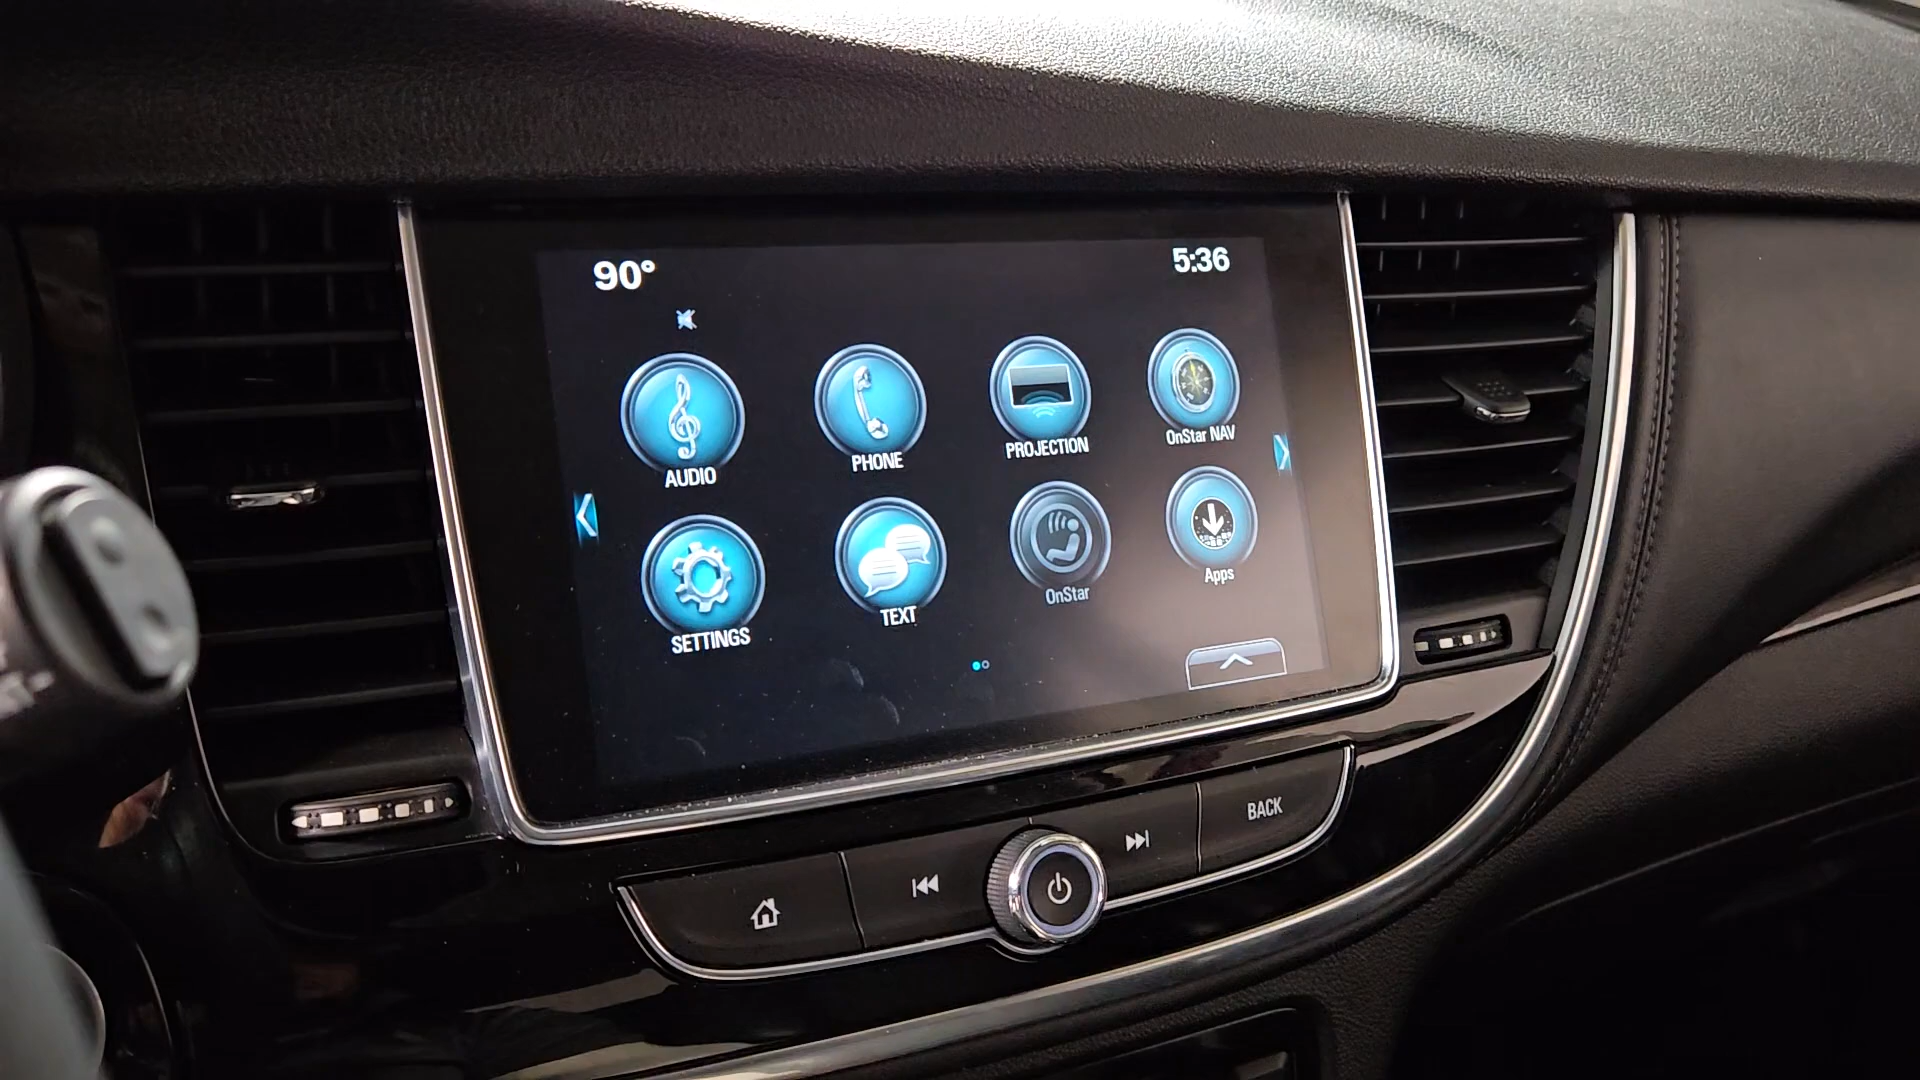 90°
5:36
AUDIO
PHONE
PROJECTION
OnStar NAV
SETTINGS
TEXT
OnStar
Apps
BACK